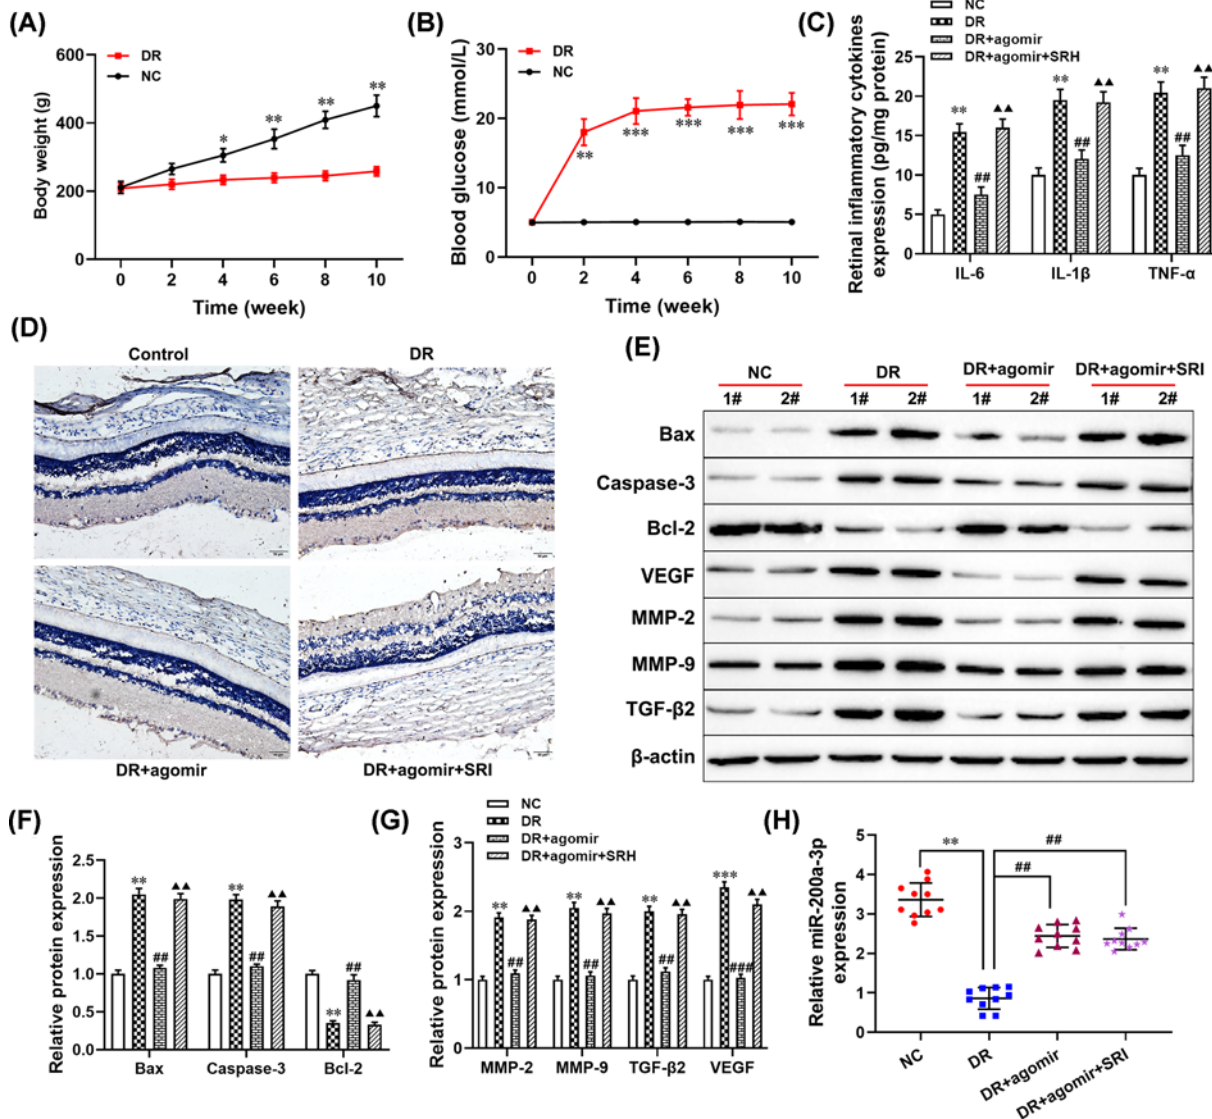 (A)
Body weight (g)
600
400
200
0
DR
NC
*
**
**
**
0 2 4 6 8 10
Time (week)
(B)
Blood glucose (mmol/L)
30
20
10
0
DR
NC
**
***
***
***
***
0 2 4 6 8 10
Time (week)
(C)
NC
DR
DR+agomir
DR+agomir+SRH
Retinal inflammatory cytokines
expression (pg/mg protein)
25
20
15
10
5
0
** ## ▲▲
** ## ▲▲
** ## ▲▲
IL-6 IL-1β TNF-α
(D)
Control DR
DR+agomir DR+agomir+SRI
(E)
NC DR DR+agomir DR+agomir+SRI
1# 2# 1# 2# 1# 2# 1# 2#
Bax
Caspase-3
Bcl-2
VEGF
MMP-2
MMP-9
TGF-β2
β-actin
(F)
Relative protein expression
2.5
2.0
1.5
1.0
0.5
0.0
** ## ▲▲
** ## ▲▲
** ## ▲▲
Bax Caspase-3 Bcl-2
(G)
NC
DR
DR+agomir
DR+agomir+SRH
Relative protein expression
3
2
1
0
** ## ▲▲
** ## ▲▲
** ## ▲▲
*** ### ▲▲
MMP-2 MMP-9 TGF-β2 VEGF
(H)
Relative miR-200a-3p
expression
5
4
3
2
1
0
**
##
##
NC
DR
DR+agomir
DR+agomir+SRI